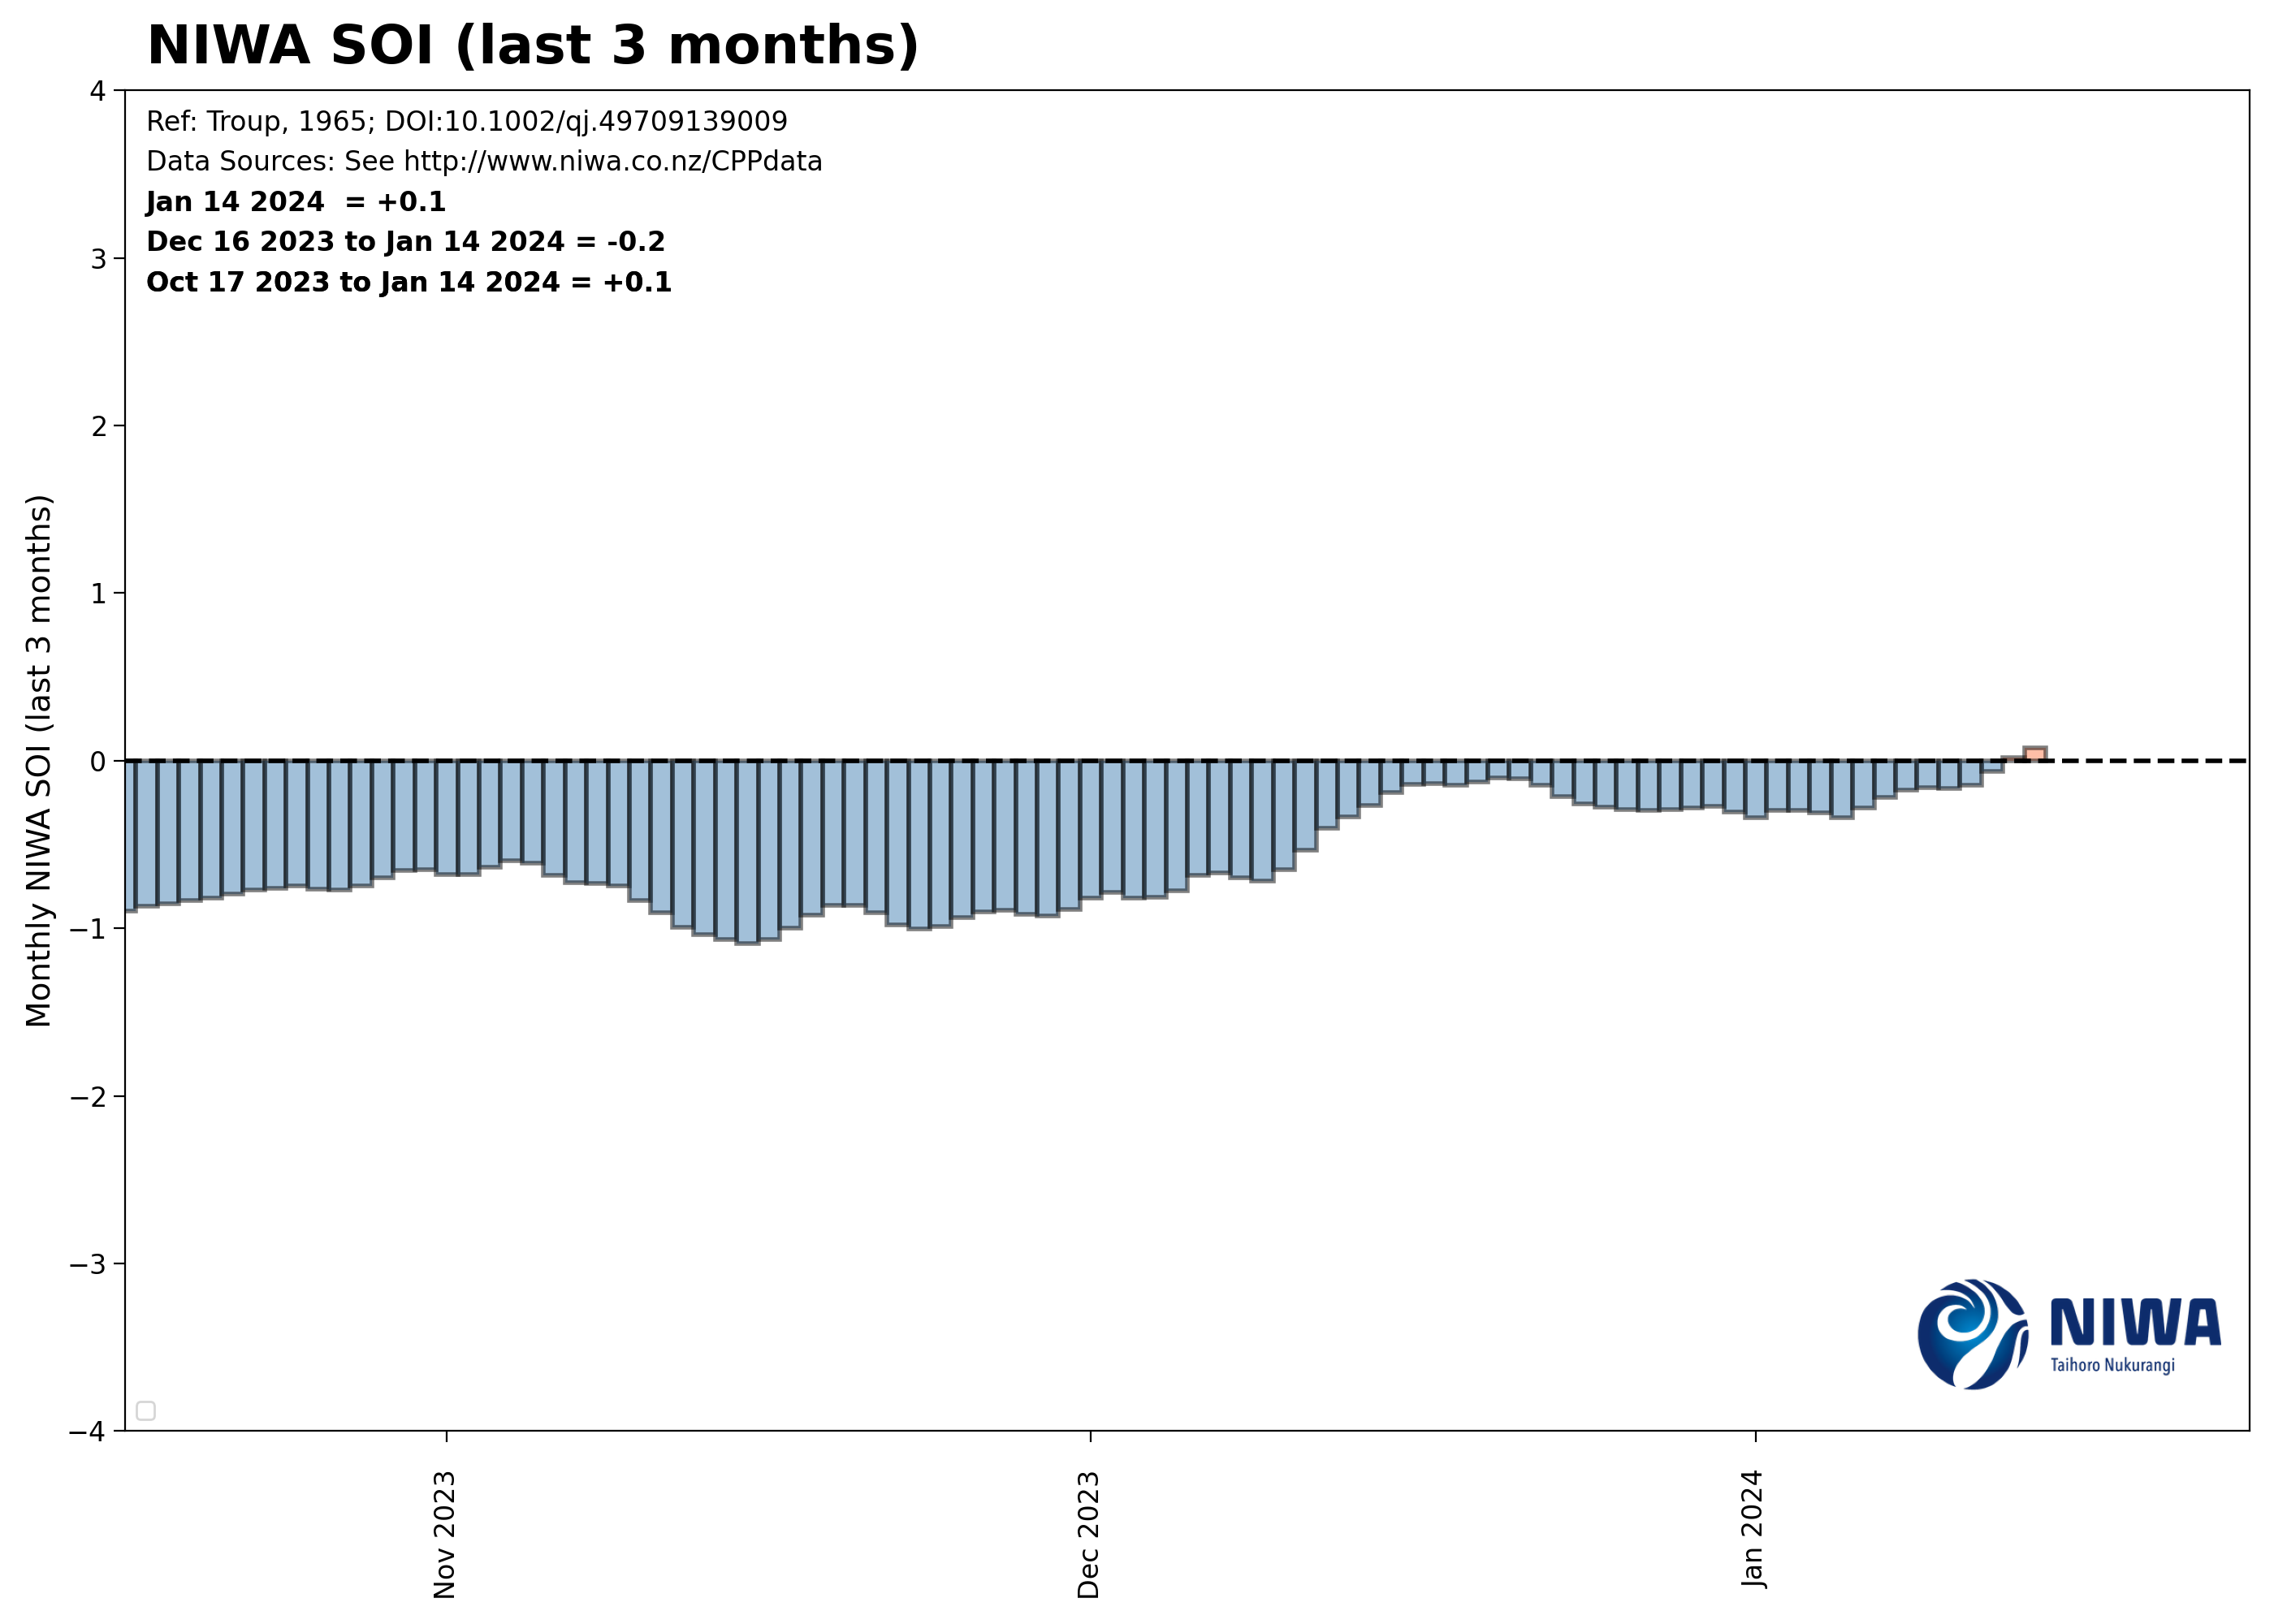 NIWA SOI (last 3 months)
Ref: Troup, 1965; DOI:10.1002/qj.49709139009
Data Sources: See http://www.niwa.co.nz/CPPdata
Jan 14 2024  = +0.1
Dec 16 2023 to Jan 14 2024 = -0.2
Oct 17 2023 to Jan 14 2024 = +0.1
Monthly NIWA SOI (last 3 months)
4
3
2
1
0
−1
−2
−3
−4
Nov 2023
Dec 2023
Jan 2024
NIWA
Taihoro Nukurangi